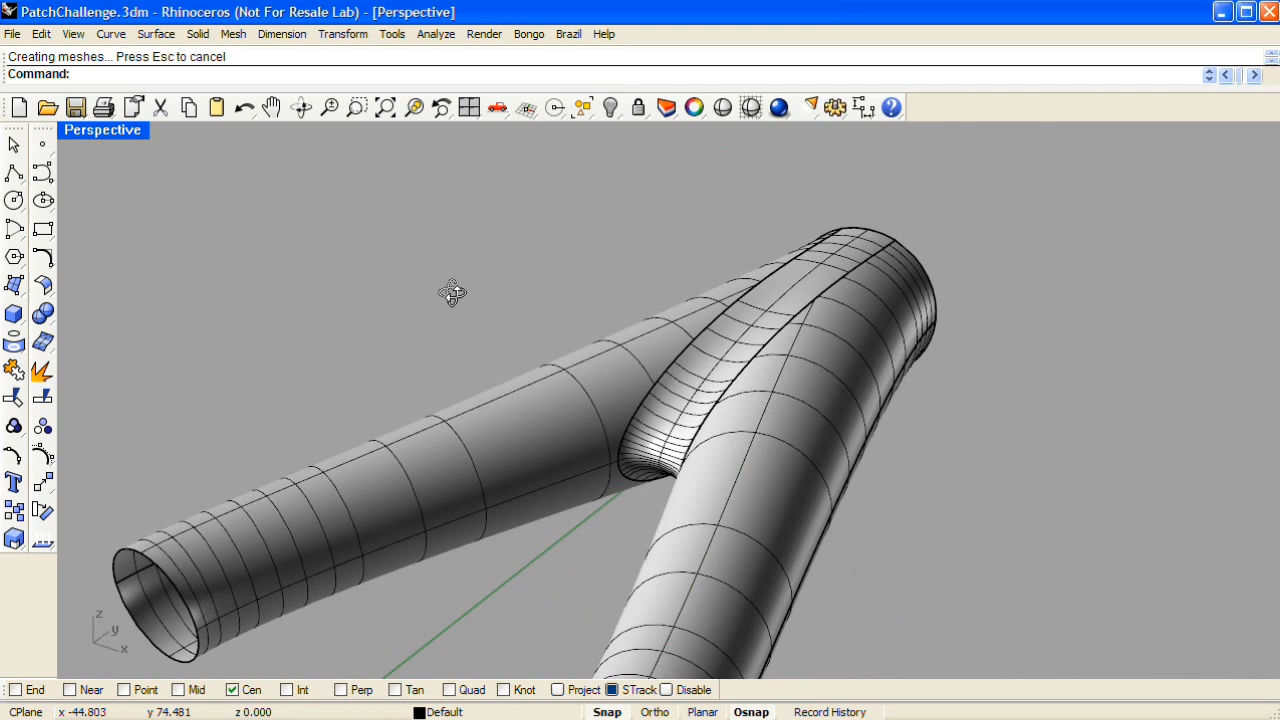 PatchChallenge.3dm - Rhinoceros (Not For Resale Lab) - [Perspective]
File Edit View Curve Surface Solid Mesh Dimension Transform Tools Analyze Render Bongo Brazil Help
Creating meshes... Press Esc to cancel
Command:
Perspective
z
y
x
End Near Point Mid Cen Int Perp Tan Quad Knot Project STrack Disable
CPlane x -44.803 y 74.481 z 0.000 Default Snap Ortho Planar Osnap Record History